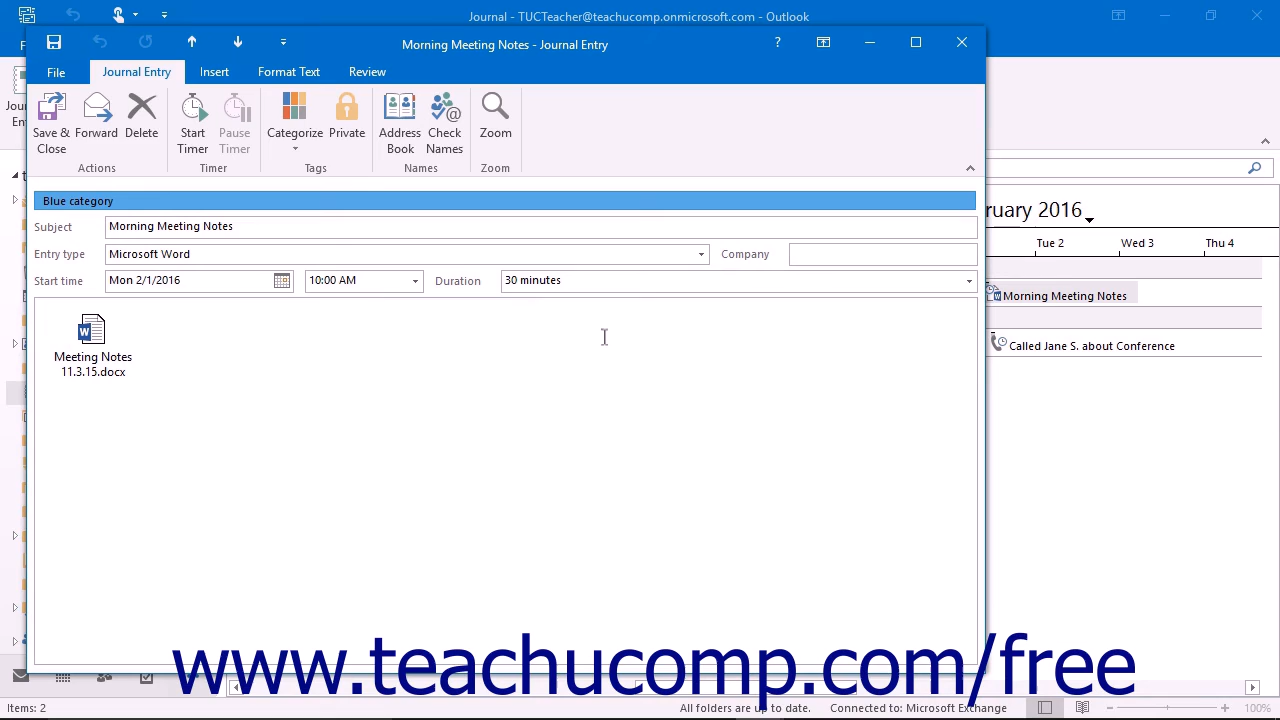 Journal - TUCTeacher@teachucomp.onmicrosoft.com - Outlook
Morning Meeting Notes - Journal Entry
File Journal Entry Insert Format Text Review
Save & Close Forward Delete Start Timer Pause Timer Categorize Private Address Book Check Names Zoom
Actions Timer Tags Names Zoom
Blue category
Subject Morning Meeting Notes
Entry type Microsoft Word Company
Start time Mon 2/1/2016 10:00 AM Duration 30 minutes
Meeting Notes
11.3.15.docx
ruary 2016
Tue 2 Wed 3 Thu 4
Morning Meeting Notes
Called Jane S. about Conference
www.teachucomp.com/free
Items: 2 All folders are up to date. Connected to: Microsoft Exchange 100%